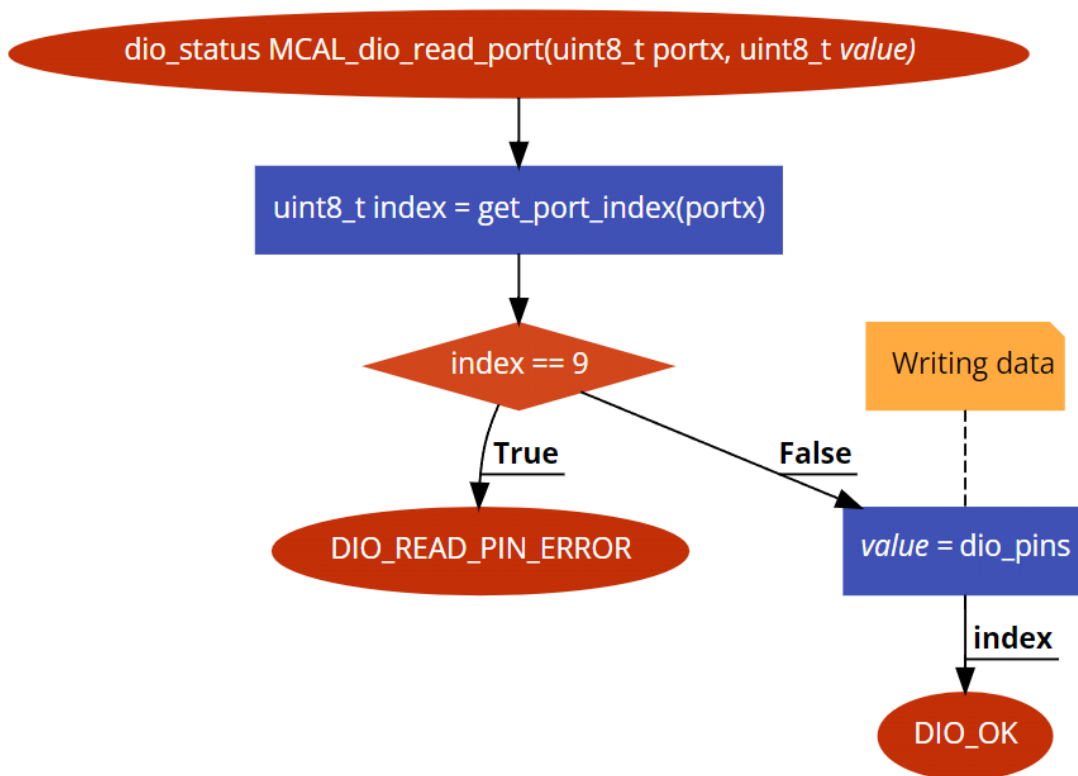 dio_status MCAL_dio_read_port(uint8_t portx, uint8_t value)
uint8_t index = get_port_index(portx)
index == 9
Writing data
True
False
DIO_READ_PIN_ERROR
value = dio_pins
index
DIO_OK